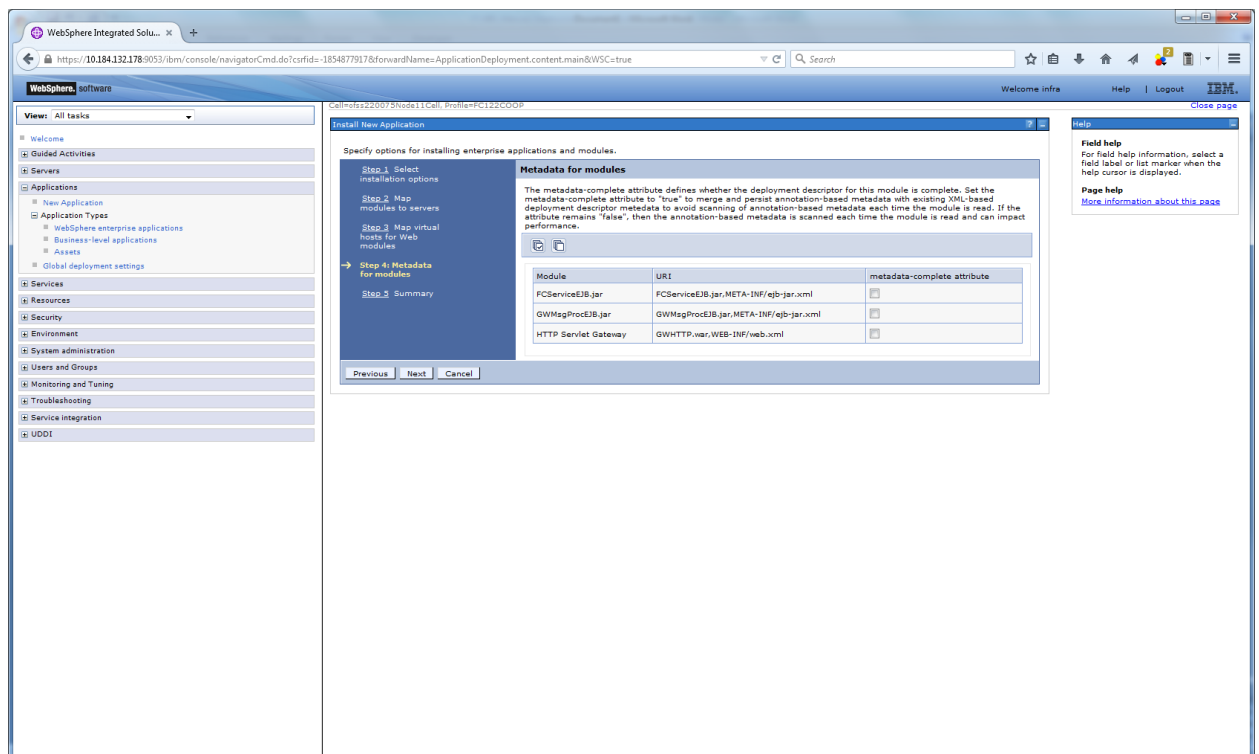 WebSphere Integrated Solu... × +
https://10.184.132.178:9053/ibm/console/navigatorCmd.do?csrfid=-1854877917&forwardName=ApplicationDeployment.content.main&WSC=true
Search
2
WebSphere. software
Welcome infra
Help | Logout
IBM.
View: All tasks
Welcome
Guided Activities
Servers
Applications
New Application
Application Types
WebSphere enterprise applications
Business-level applications
Assets
Global deployment settings
Services
Resources
Security
Environment
System administration
Users and Groups
Monitoring and Tuning
Troubleshooting
Service integration
UDDI
Cell=ofss220075Node11Cell, Profile=FC122COOP
Close page
Install New Application
? –
Specify options for installing enterprise applications and modules.
Step 1 Select
installation options
Step 2 Map
modules to servers
Step 3 Map virtual
hosts for Web
modules
Step 4: Metadata
for modules
Step 5 Summary
Metadata for modules
The metadata-complete attribute defines whether the deployment descriptor for this module is complete. Set the
metadata-complete attribute to "true" to merge and persist annotation-based metadata with existing XML-based
deployment descriptor metedata to avoid scanning of annotation-based metadata each time the module is read. If the
attribute remains "false", then the annotation-based metadata is scanned each time the module is read and can impact
performance.
Module URI metadata-complete attribute
FCServiceEJB.jar FCServiceEJB.jar,META-INF/ejb-jar.xml
GWMsgProcEJB.jar GWMsgProcEJB.jar,META-INF/ejb-jar.xml
HTTP Servlet Gateway GWHTTP.war,WEB-INF/web.xml
Previous Next Cancel
Help
Field help
For field help information, select a
field label or list marker when the
help cursor is displayed.
Page help
More information about this page